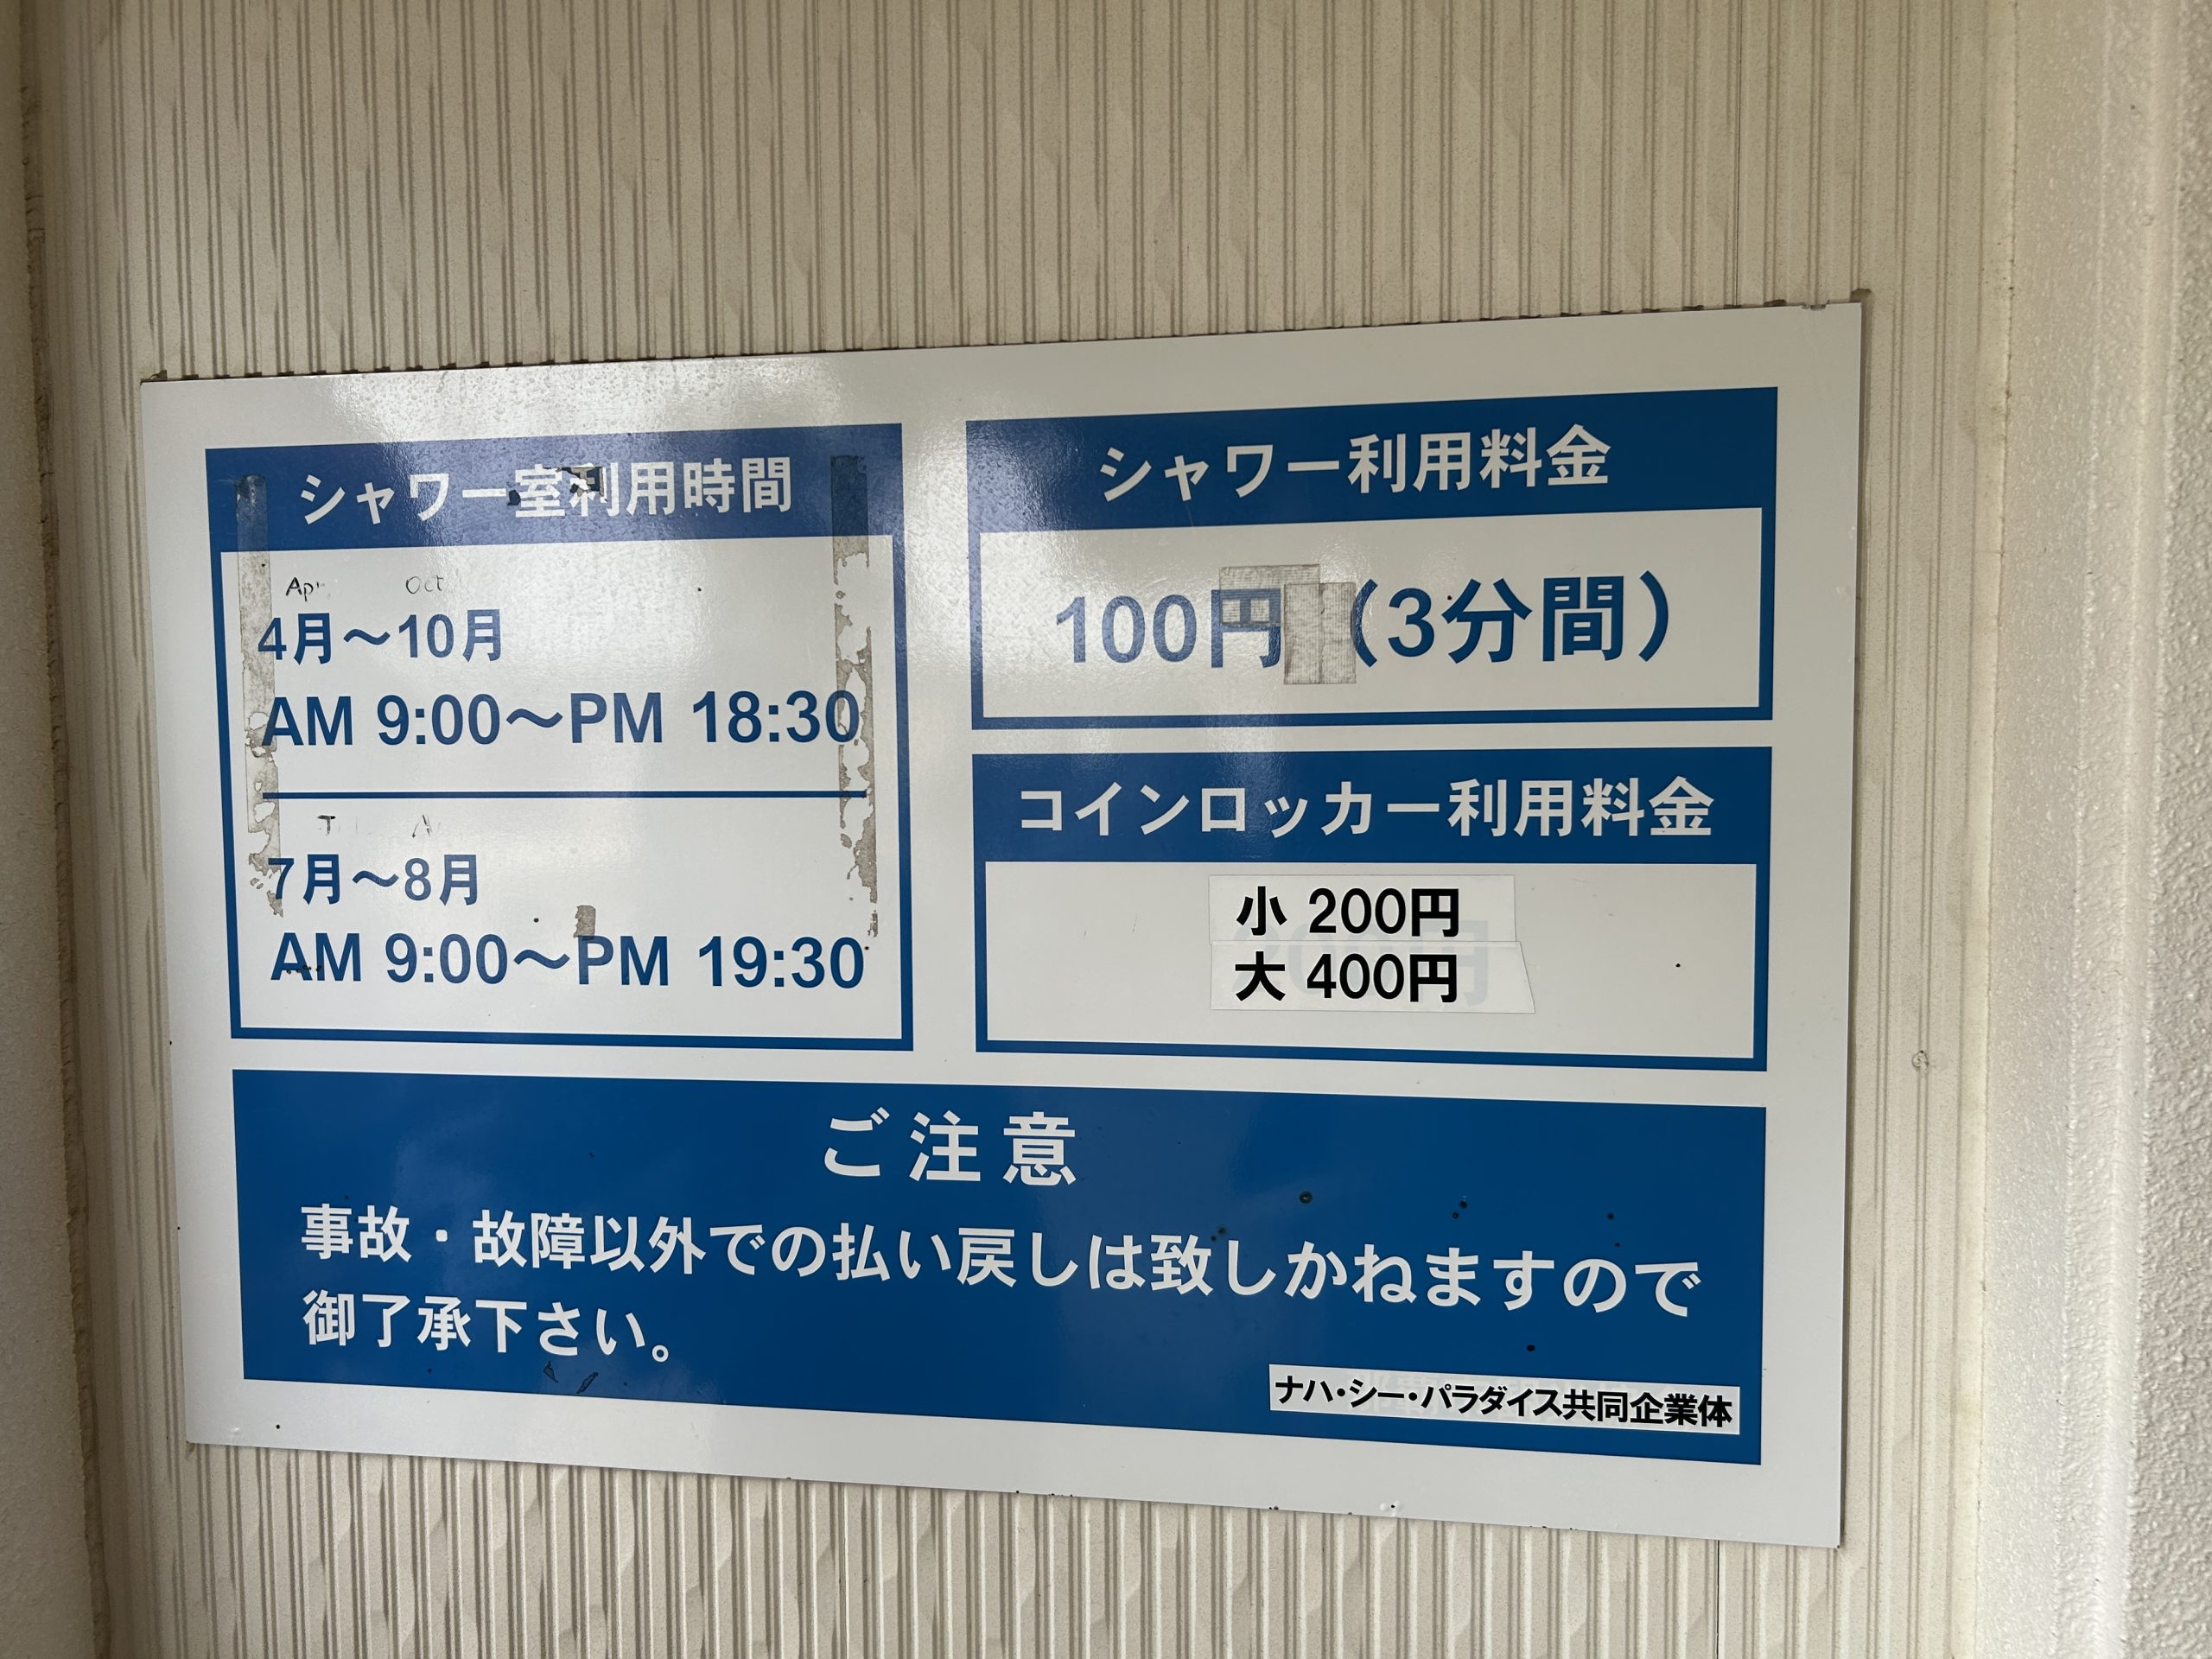 シャワー室利用時間
Oct
4月～10月
AM 9:00～PM 18:30
7月～8月
AM 9:00～PM 19:30
シャワー利用料金
100円（3分間）
コインロッカー利用料金
小 200円
大 400円
ご注意
事故・故障以外での払い戻しは致しかねますので
御了承下さい。
ナハ・シー・パラダイス共同企業体